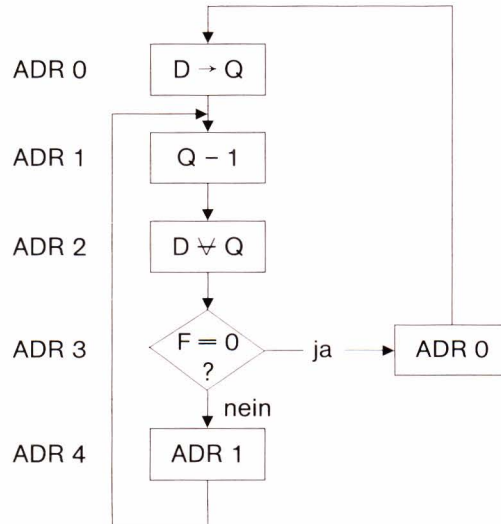 ADR 0
D → Q
ADR 1
Q – 1
ADR 2
D ⩝ Q
ADR 3
F = 0
?
ja
ADR 0
nein
ADR 4
ADR 1